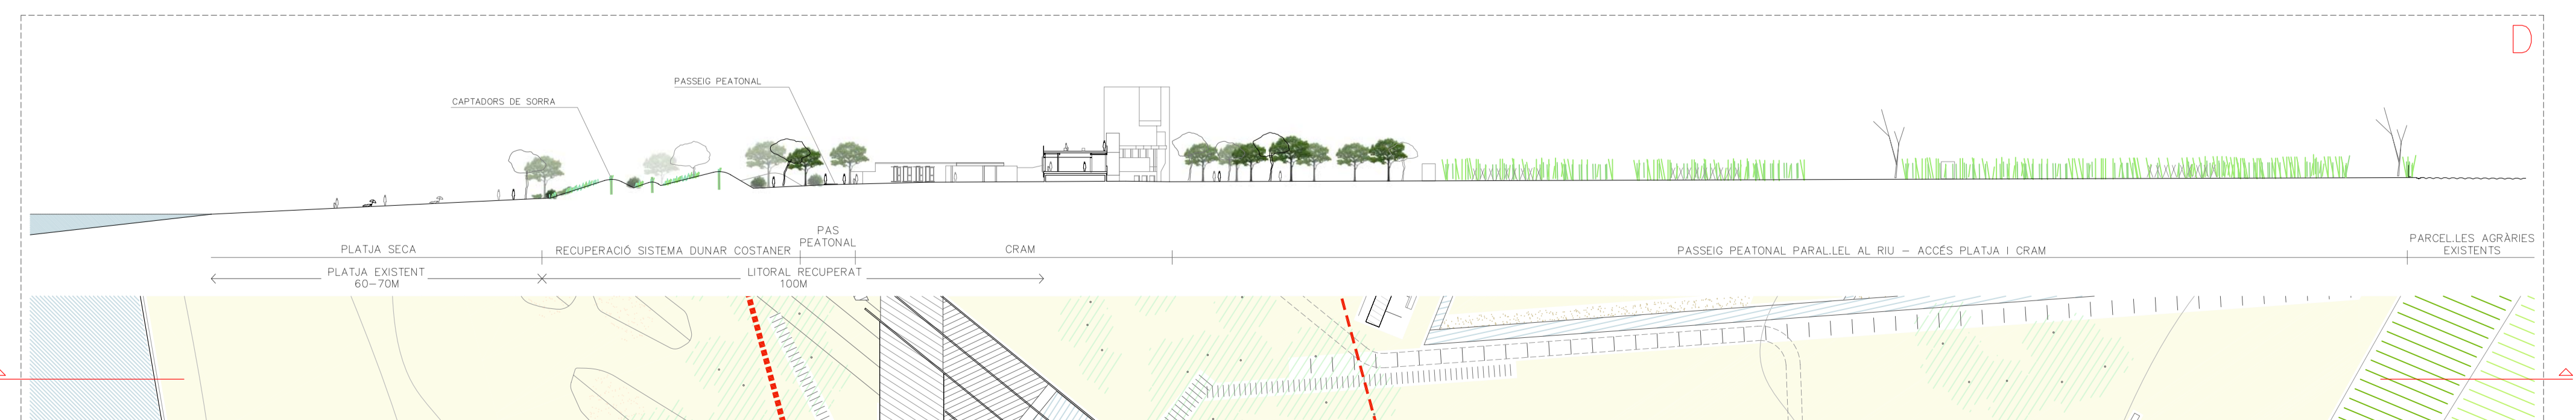 D
PASSEIG PEATONAL
CAPTADORS DE SORRA
PLATJA SECA
RECUPERACIÓ SISTEMA DUNAR COSTANER
PAS
PEATONAL
CRAM
PASSEIG PEATONAL PARAL.LEL AL RIU - ACCÉS PLATJA I CRAM
PARCEL.LES AGRÀRIES
EXISTENTS
PLATJA EXISTENT
60-70M
LITORAL RECUPERAT
100M